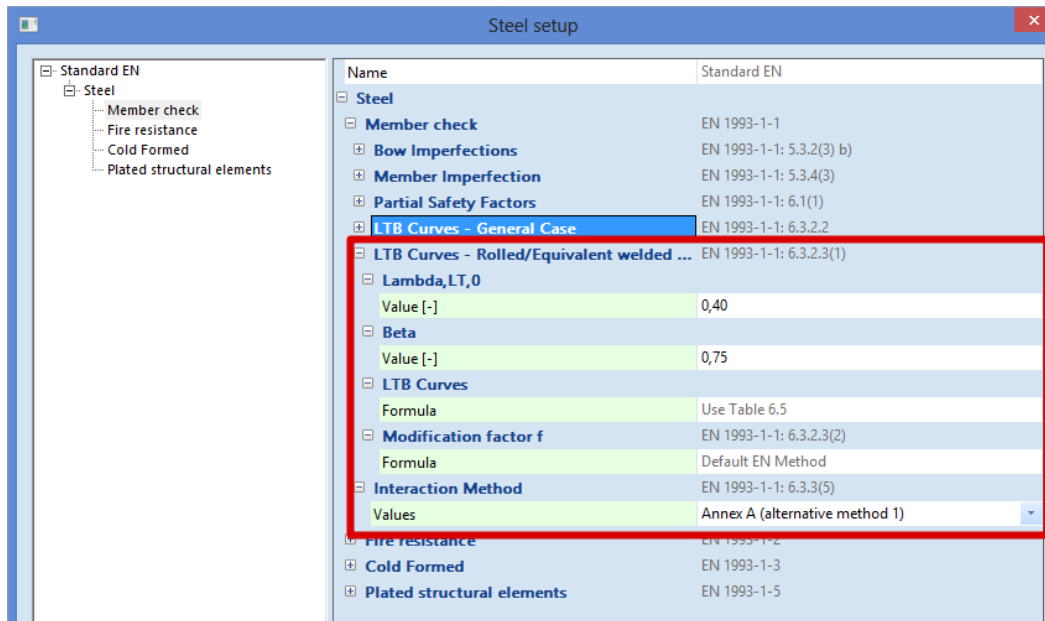 Steel setup
Standard EN
Steel
Member check
Fire resistance
Cold Formed
Plated structural elements
Name Standard EN
Steel
Member check EN 1993-1-1
Bow Imperfections EN 1993-1-1: 5.3.2(3) b)
Member Imperfection EN 1993-1-1: 5.3.4(3)
Partial Safety Factors EN 1993-1-1: 6.1(1)
LTB Curves - General Case EN 1993-1-1: 6.3.2.2
LTB Curves - Rolled/Equivalent welded ... EN 1993-1-1: 6.3.2.3(1)
Lambda,LT,0
Value [-] 0,40
Beta
Value [-] 0,75
LTB Curves
Formula Use Table 6.5
Modification factor f EN 1993-1-1: 6.3.2.3(2)
Formula Default EN Method
Interaction Method EN 1993-1-1: 6.3.3(5)
Values Annex A (alternative method 1)
Fire resistance EN 1993-1-2
Cold Formed EN 1993-1-3
Plated structural elements EN 1993-1-5